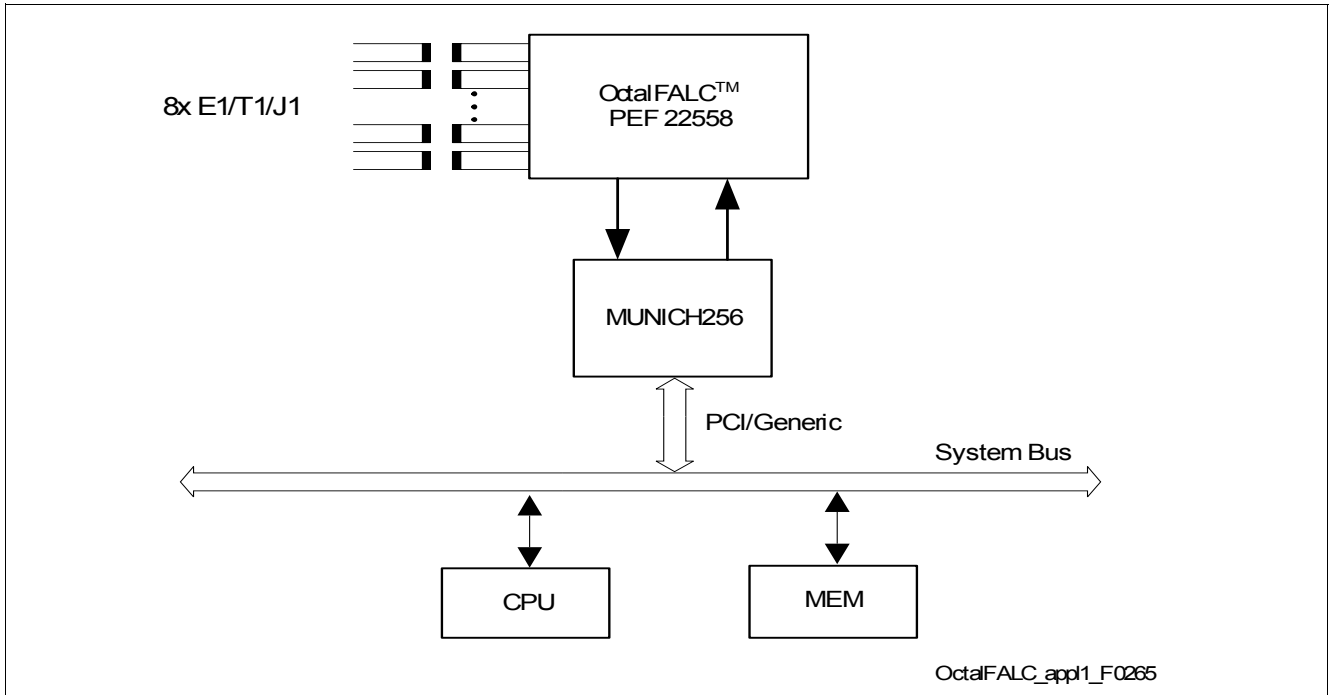 OctalFALC™
PEF 22558
8x E1/T1/J1
MUNICH256
PCI/Generic
System Bus
CPU
MEM
OctalFALC_appl1_F0265